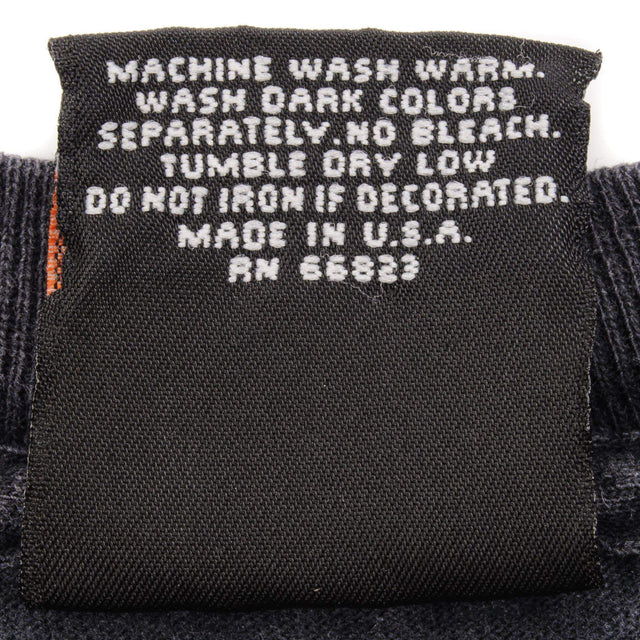 MACHINE WASH WARM.
WASH DARK COLORS
SEPARATELY. NO BLEACH.
TUMBLE DRY LOW
DO NOT IRON IF DECORATED.
MADE IN U.S.A.
RN 66839